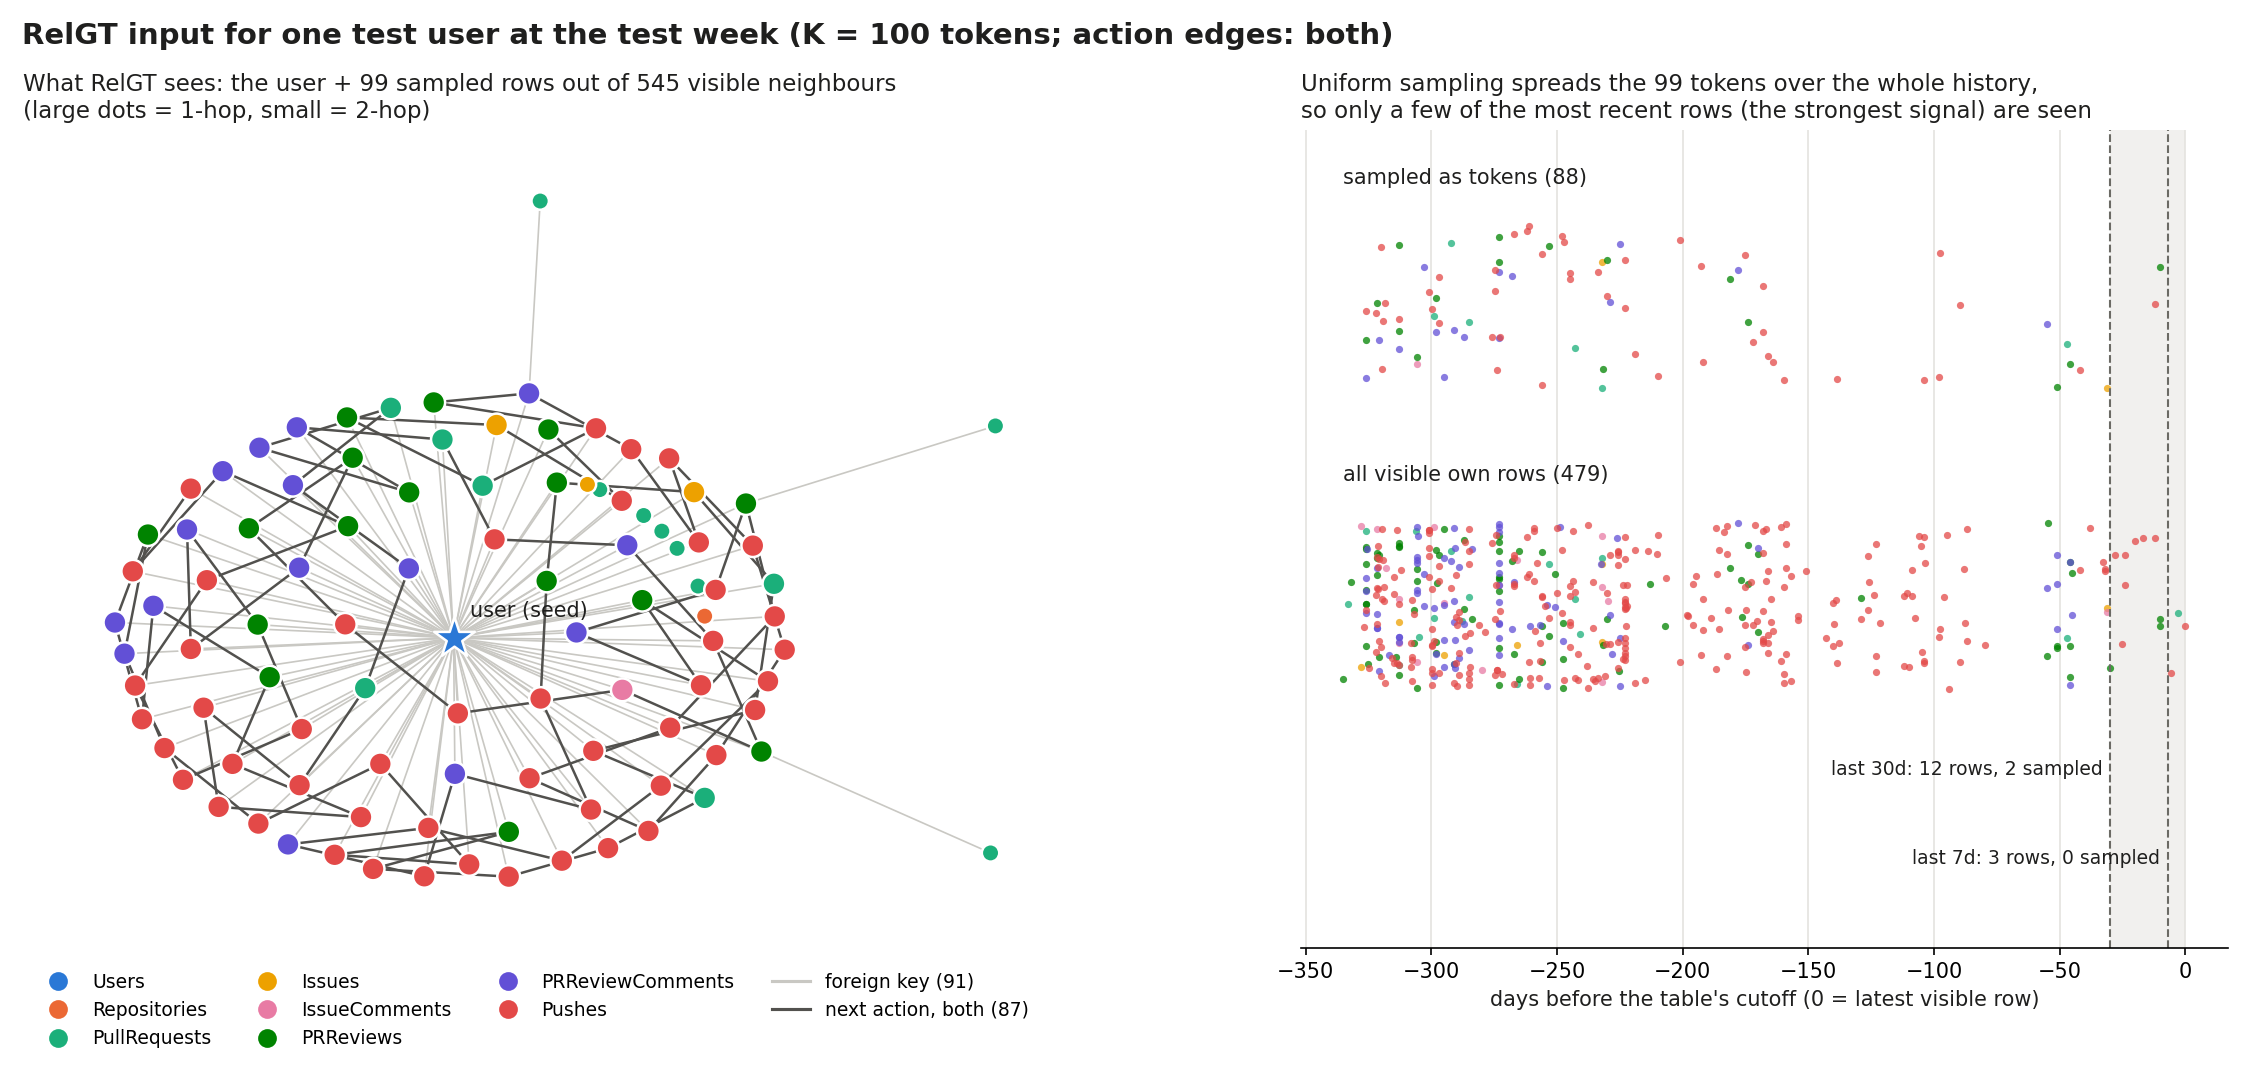 RelGT input for one test user at the test week (K = 100 tokens; action edges: both)
What RelGT sees: the user + 99 sampled rows out of 545 visible neighbours
(large dots = 1-hop, small = 2-hop)
user (seed)
Users
Repositories
PullRequests
Issues
IssueComments
PRReviews
PRReviewComments
Pushes
foreign key (91)
next action, both (87)
Uniform sampling spreads the 99 tokens over the whole history,
so only a few of the most recent rows (the strongest signal) are seen
sampled as tokens (88)
all visible own rows (479)
last 30d: 12 rows, 2 sampled
last 7d: 3 rows, 0 sampled
−350 −300 −250 −200 −150 −100 −50 0
days before the table's cutoff (0 = latest visible row)